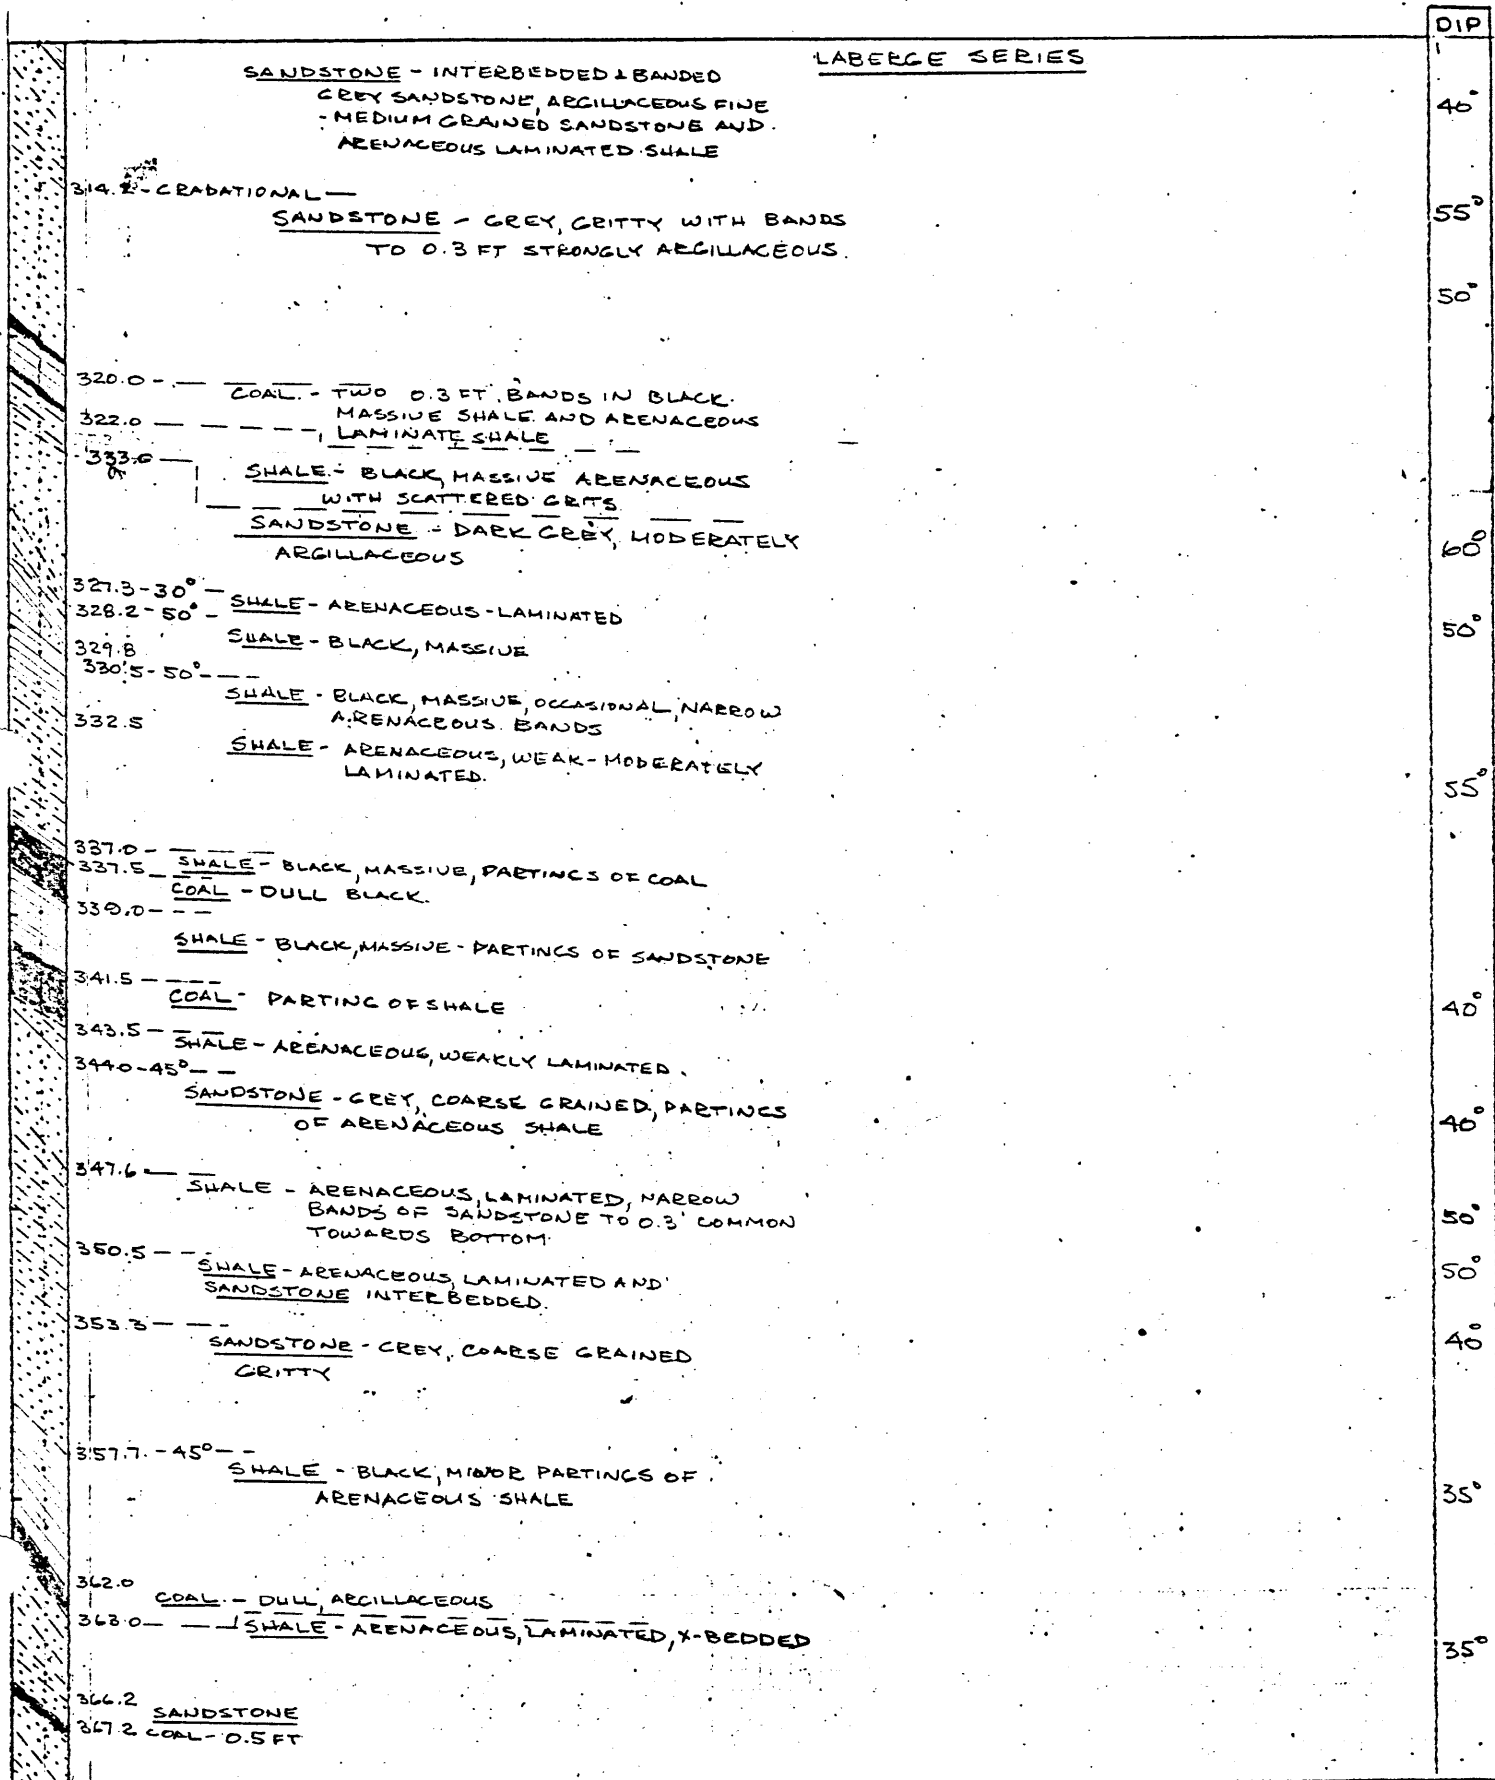 DIP
LABERGE SERIES
SANDSTONE - INTERBEDDED & BANDED
GREY SANDSTONE, ARGILLACEOUS FINE
- MEDIUM GRAINED SANDSTONE AND
ARENACEOUS LAMINATED SHALE
40°
314.2 - GRADATIONAL —
SANDSTONE - GREY, GRITTY WITH BANDS
TO 0.3 FT STRONGLY ARGILLACEOUS.
55°
50°
320.0 - — COAL - TWO 0.3 FT. BANDS IN BLACK
MASSIVE SHALE AND ARENACEOUS
322.0 — — — — LAMINATE SHALE
333.0 —
SHALE - BLACK, MASSIVE ARENACEOUS
WITH SCATTERED GRITS
SANDSTONE - DARK GREY, MODERATELY
ARGILLACEOUS
60°
327.3 - 30° —
SHALE - ARENACEOUS - LAMINATED
328.2 - 50° -
SHALE - BLACK, MASSIVE
50°
329.8
330.5 - 50° - — —
SHALE - BLACK, MASSIVE, OCCASIONAL, NARROW
ARENACEOUS BANDS
332.5
SHALE - ARENACEOUS, WEAK - MODERATELY
LAMINATED.
55°
337.0 - — — —
SHALE - BLACK, MASSIVE, PARTINGS OF COAL
337.5 — —
COAL - DULL BLACK.
339.0 - — —
SHALE - BLACK, MASSIVE - PARTINGS OF SANDSTONE
341.5 — — — —
COAL - PARTING OF SHALE
40°
343.5 — — —
SHALE - ARENACEOUS, WEAKLY LAMINATED.
344.0 - 45° — —
SANDSTONE - GREY, COARSE GRAINED, PARTINGS
OF ARENACEOUS SHALE
40°
347.6 — — —
SHALE - ARENACEOUS, LAMINATED, NARROW
BANDS OF SANDSTONE TO 0.3' COMMON
TOWARDS BOTTOM.
50°
350.5 — — -
SHALE - ARENACEOUS, LAMINATED AND
SANDSTONE INTERBEDDED.
50°
353.3 — — -
SANDSTONE - GREY, COARSE GRAINED
GRITTY
40°
357.7 - 45° — -
SHALE - BLACK, MINOR PARTINGS OF
ARENACEOUS SHALE
35°
362.0
COAL - DULL, ARGILLACEOUS
363.0 — — — SHALE - ARENACEOUS, LAMINATED, X-BEDDED
35°
366.2
SANDSTONE
367.2 COAL - 0.5 FT